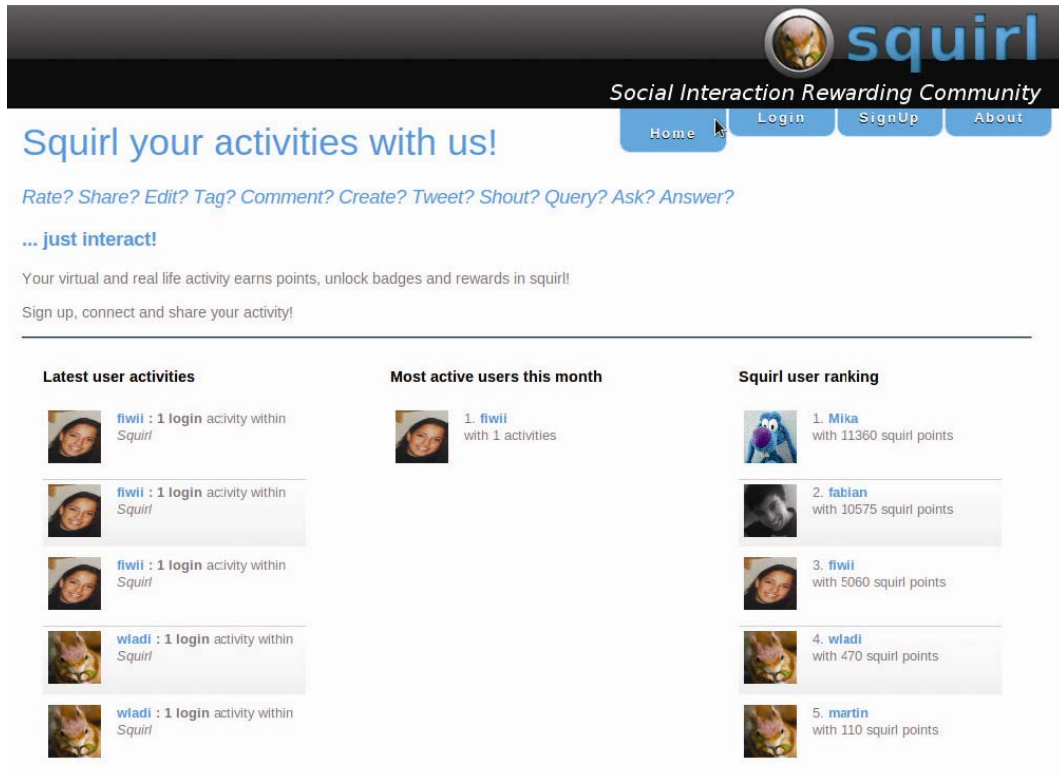 squirl
Social Interaction Rewarding Community
Home
Login
SignUp
About
Squirl your activities with us!
Rate? Share? Edit? Tag? Comment? Create? Tweet? Shout? Query? Ask? Answer?
... just interact!
Your virtual and real life activity earns points, unlock badges and rewards in squirl!
Sign up, connect and share your activity!
Latest user activities
fiwii : 1 login activity within
Squirl
fiwii : 1 login activity within
Squirl
fiwii : 1 login activity within
Squirl
wladi : 1 login activity within
Squirl
wladi : 1 login activity within
Squirl
Most active users this month
1. fiwii
with 1 activities
Squirl user ranking
1. Mika
with 11360 squirl points
2. fabian
with 10575 squirl points
3. fiwii
with 5060 squirl points
4. wladi
with 470 squirl points
5. martin
with 110 squirl points